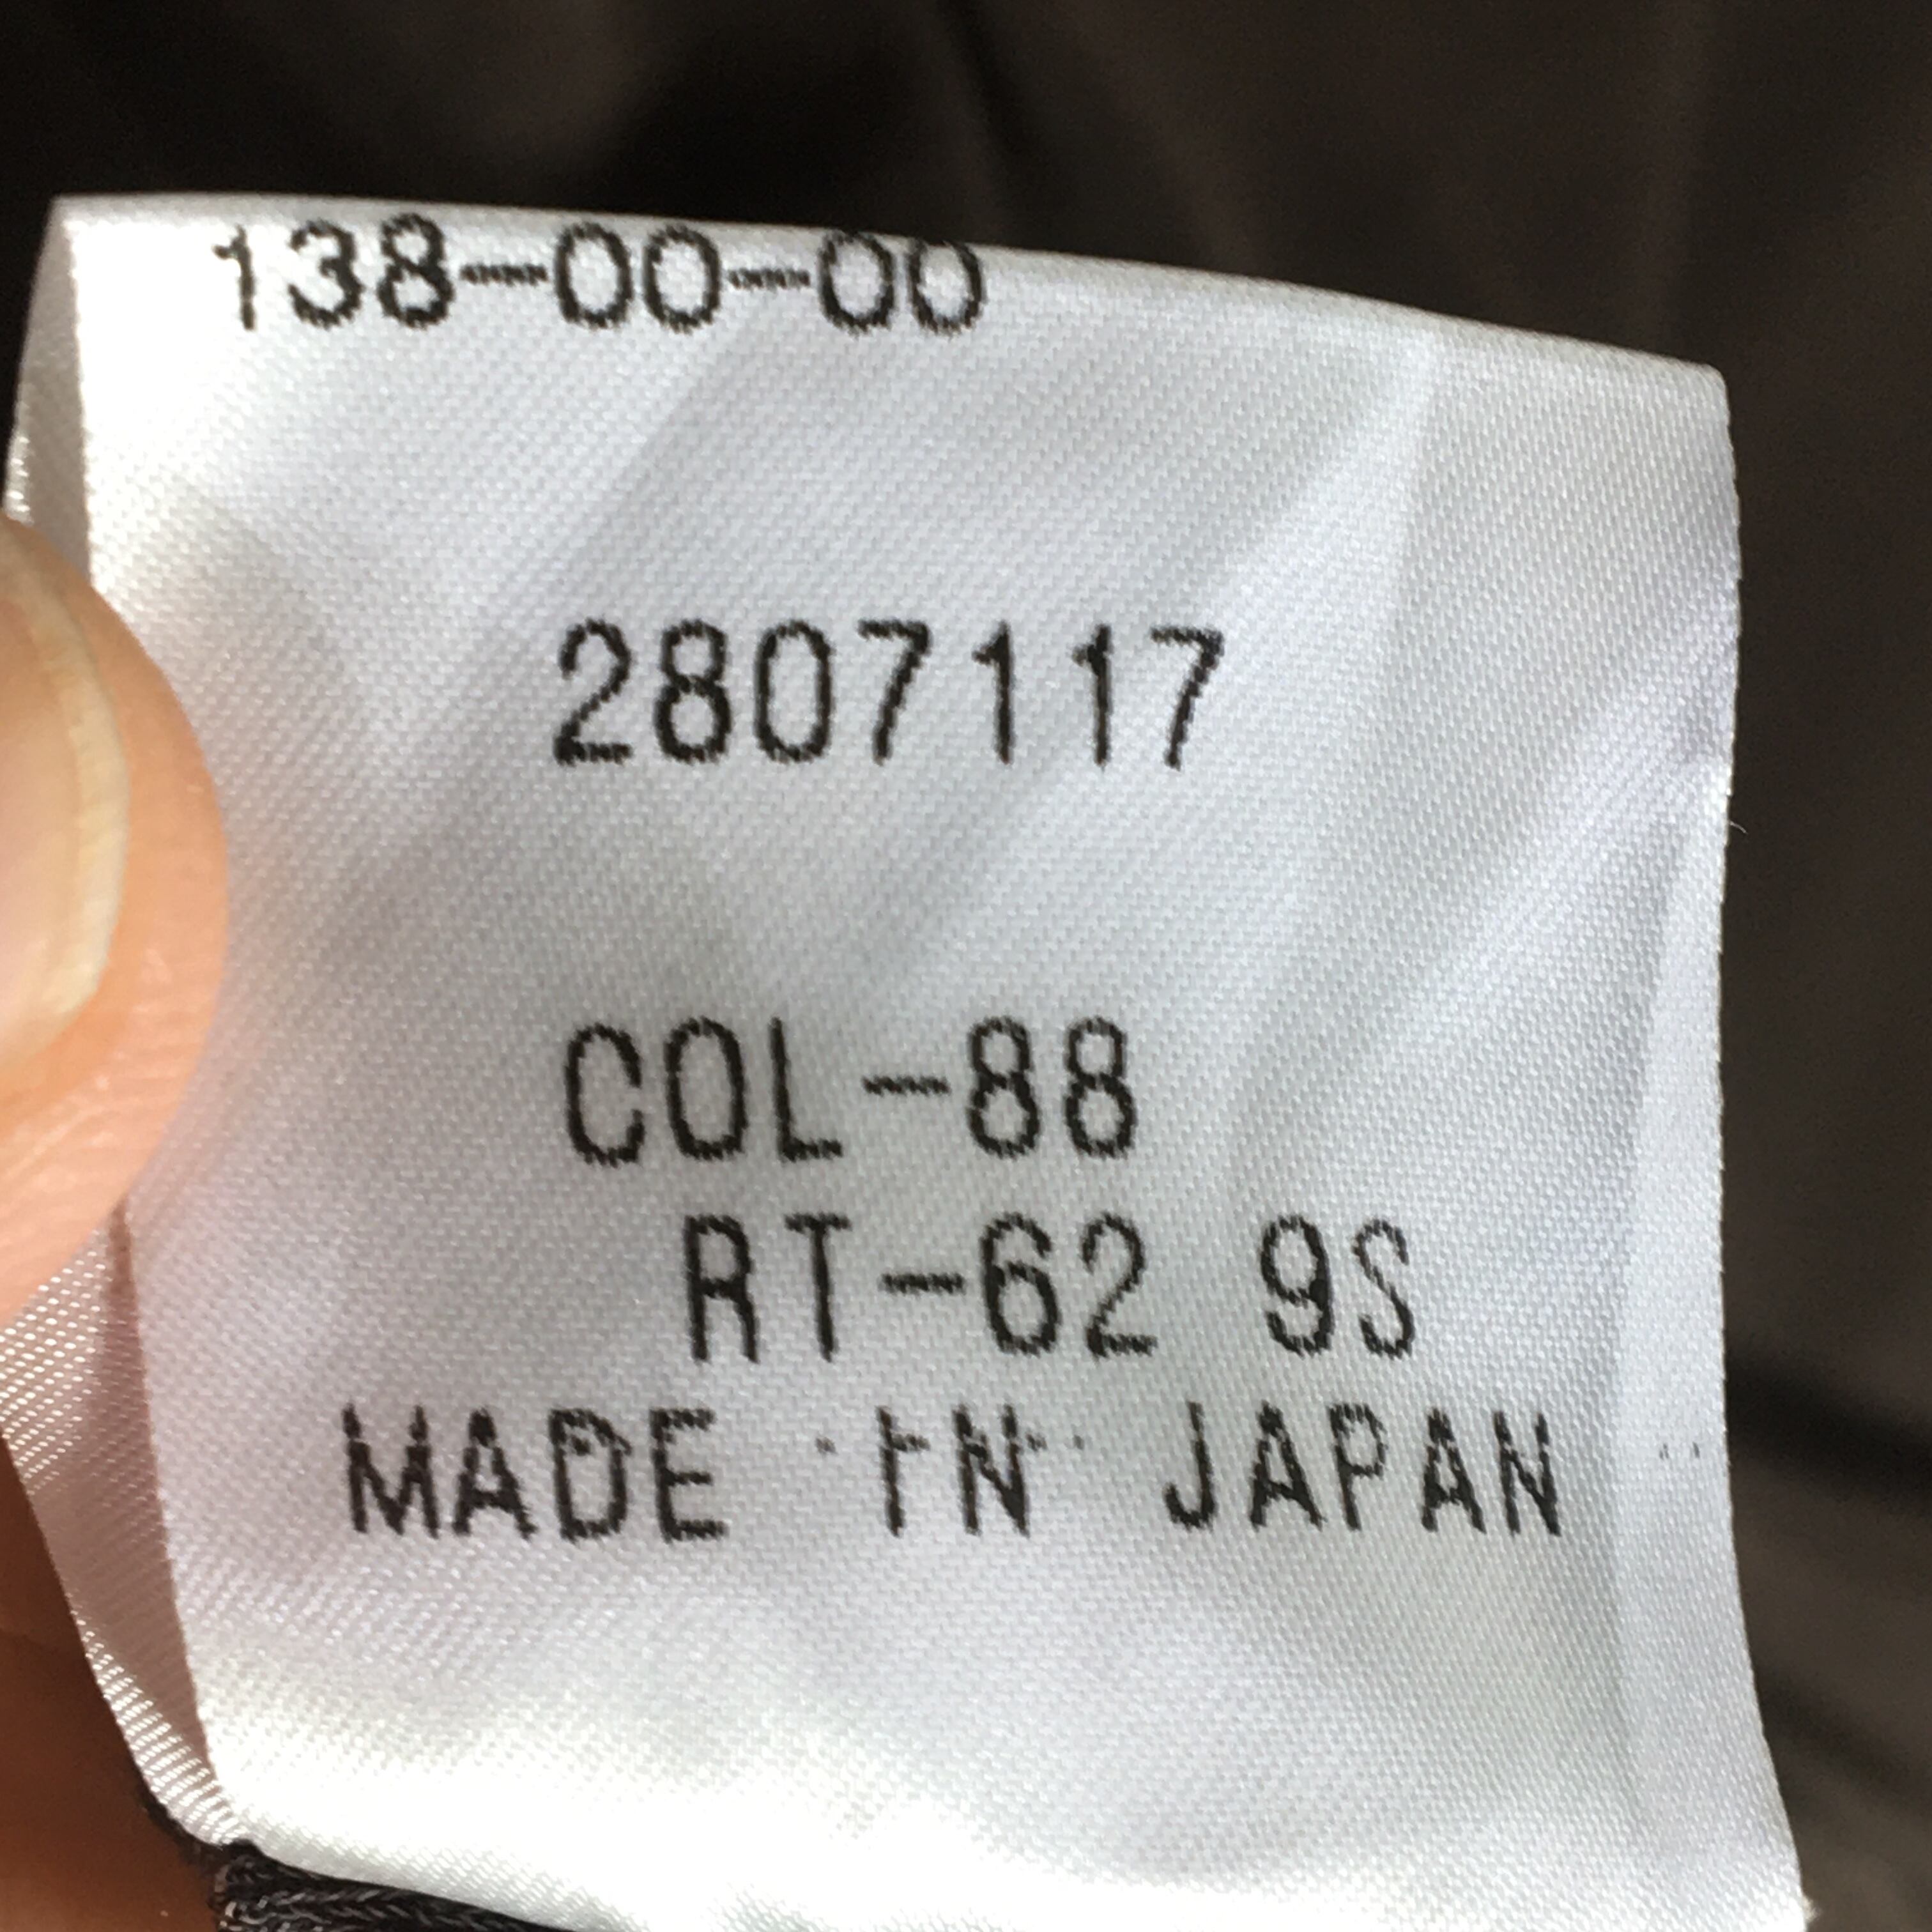 138-00-00
2807117
COL-88
RT-62 9S
MADE IN JAPAN